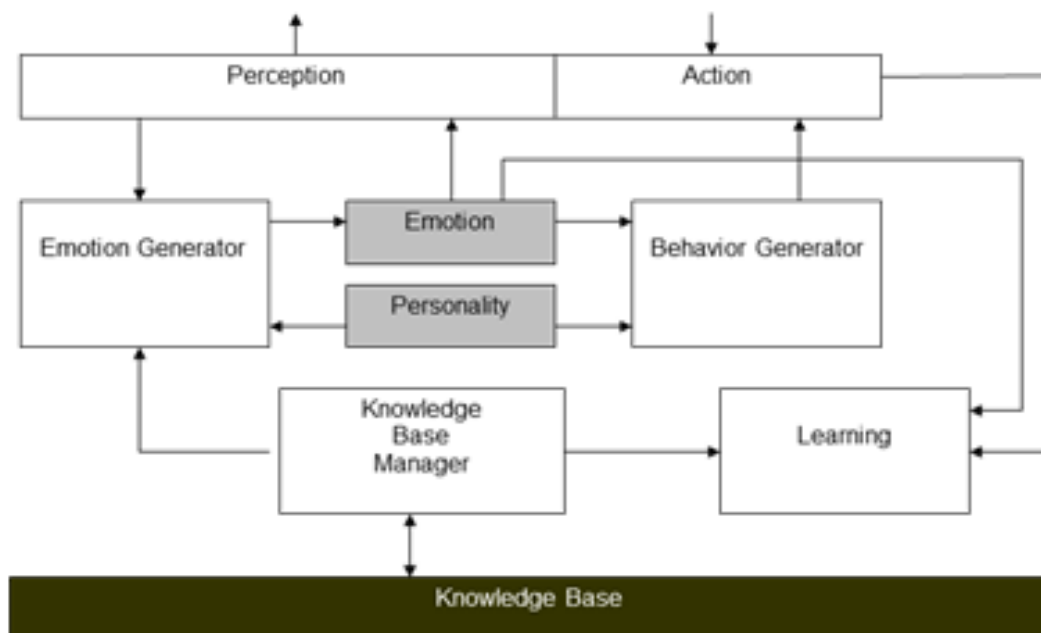 Perception
Action
Emotion Generator
Emotion
Behavior Generator
Personality
Knowledge
Base
Manager
Learning
Knowledge Base